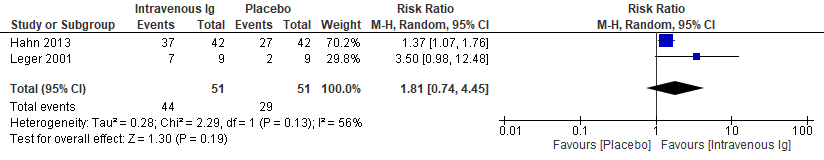 Intravenous Ig Placebo Risk Ratio Risk Ratio
Study or Subgroup Events Total Events Total Weight M-H, Random, 95% CI M-H, Random, 95% CI
Hahn 2013 37 42 27 42 70.2% 1.37 [1.07, 1.76]
Leger 2001 7 9 2 9 29.8% 3.50 [0.98, 12.48]
Total (95% CI) 51 51 100.0% 1.81 [0.74, 4.45]
Total events 44 29
Heterogeneity: Tau² = 0.28; Chi² = 2.29, df = 1 (P = 0.13); I² = 56%
Test for overall effect: Z = 1.30 (P = 0.19)
0.01 0.1 1 10 100
Favours [Placebo] Favours [Intravenous Ig]